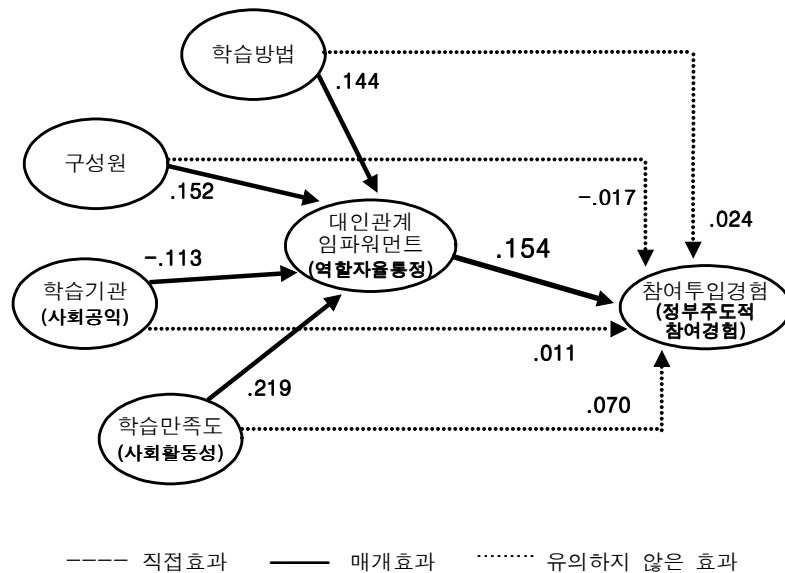 학습방법
.144
구성원
.152
-.017
.024
대인관계
임파워먼트
(역할자율통정)
.154
-.113
학습기관
(사회공익)
참여투입경험
(정부주도적
참여경험)
.011
.219
.070
학습만족도
(사회활동성)
직접효과
매개효과
유의하지 않은 효과